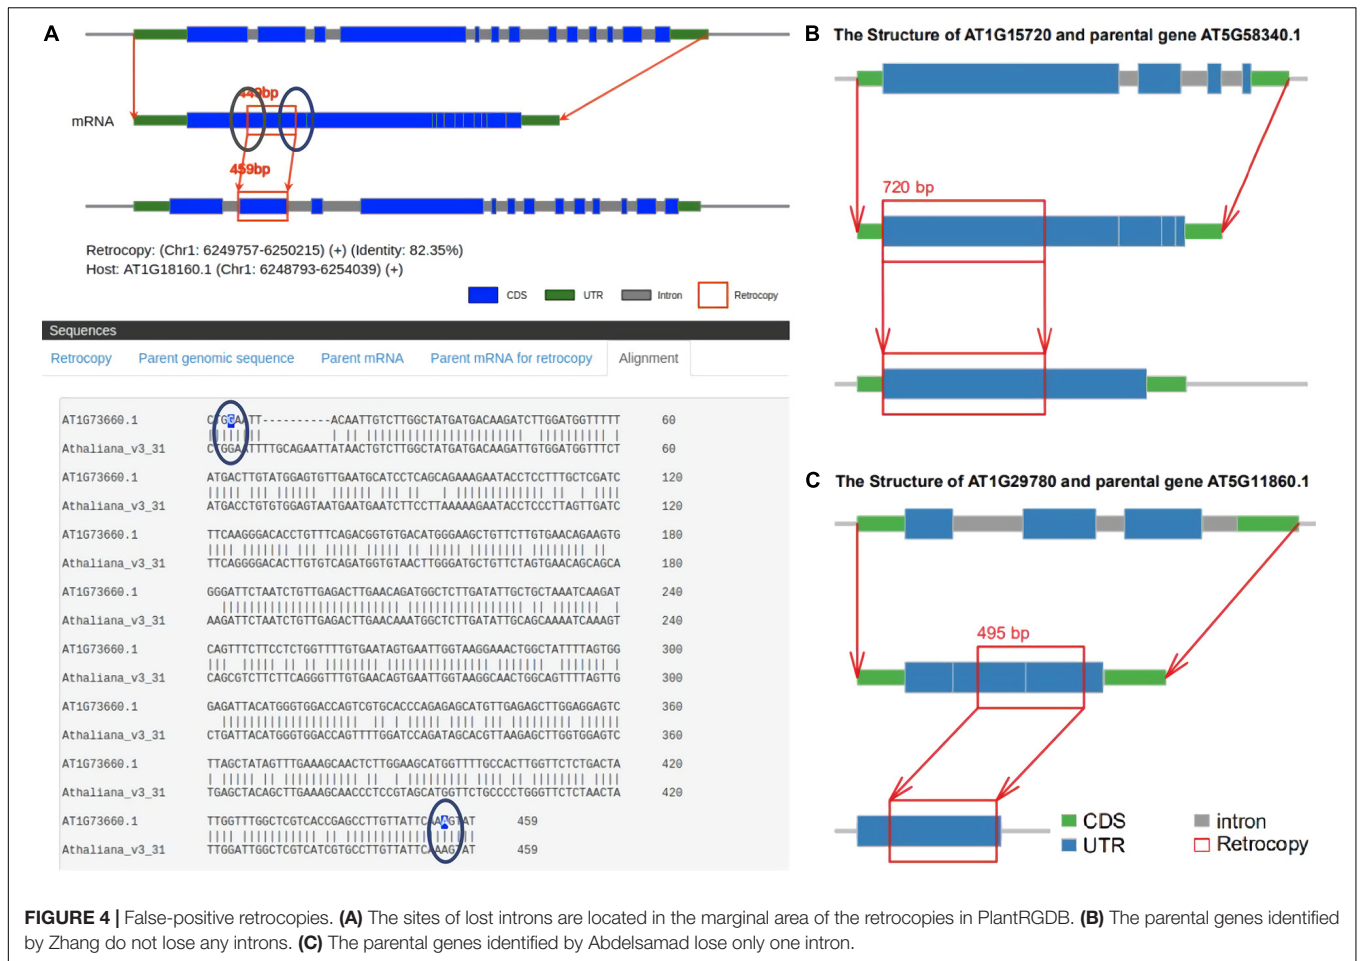 A
B The Structure of AT1G15720 and parental gene AT5G58340.1
449bp
mRNA
459bp
720 bp
Retrocopy: (Chr1: 6249757-6250215) (+) (Identity: 82.35%)
Host: AT1G18160.1 (Chr1: 6248793-6254039) (+)
CDS UTR Intron Retrocopy
Sequences
Retrocopy Parent genomic sequence Parent mRNA Parent mRNA for retrocopy Alignment
AT1G73660.1 CTGGAATT----------ACAATTGTCTTGGCTATGATGACAAGATCTTGGATGGTTTTT 60
Athaliana_v3_31 CTGGAATTTTGCAGAATTATAACTGTCTTGGCTATGATGACAAGATTGTGGATGGTTTCT 60
AT1G73660.1 ATGACTTGTATGGAGTGTTGAATGCATCCTCAGCAGAAAGAATACCTCCTTTGCTCGATC 120
Athaliana_v3_31 ATGACCTGTGTGGAGTAATGAATGAATCTTCCTTAAAAAGAATACCTCCCTTAGTTGATC 120
AT1G73660.1 TTCAAGGGACACCTGTTTCAGACGGTGTGACATGGGAAGCTGTTCTTGTGAACAGAAGTG 180
Athaliana_v3_31 TTCAGGGGACACTTGTGTCAGATGGTGTAACTTGGGATGCTGTTCTAGTGAACAGCAGCA 180
AT1G73660.1 GGGATTCTAATCTGTTGAGACTTGAACAGATGGCTCTTGATATTGCTGCTAAATCAAGAT 240
Athaliana_v3_31 AAGATTCTAATCTGTTGAGACTTGAACAAATGGCTCTTGATATTGCAGCAAAATCAAAGT 240
AT1G73660.1 CAGTTTCTTCCTCTGGTTTTGTGAATAGTGAATTGGTAAGGAAACTGGCTATTTTAGTGG 300
Athaliana_v3_31 CAGCGTCTTCTTCAGGGTTTGTGAACAGTGAATTGGTAAGGCAACTGGCAGTTTTAGTTG 300
AT1G73660.1 GAGATTACATGGGTGGACCAGTCGTGCACCCAGAGAGCATGTTGAGAGCTTGGAGGAGTC 360
Athaliana_v3_31 CTGATTACATGGGTGGACCAGTTTTGGATCCAGATAGCACGTTAAGAGCTTGGTGGAGTC 360
AT1G73660.1 TTAGCTATAGTTTGAAAGCAACTCTTGGAAGCATGGTTTTGCCACTTGGTTCTCTGACTA 420
Athaliana_v3_31 TGAGCTACAGCTTGAAAGCAACCCTCCGTAGCATGGTTCTGCCCCTGGGTTCTCTAACTA 420
AT1G73660.1 TTGGTTTGGCTCGTCACCGAGCCTTGTTATTCAAAGTAT 459
Athaliana_v3_31 TTGGATTGGCTCGTCATCGTGCCTTGTTATTCAAAGTAT 459
C The Structure of AT1G29780 and parental gene AT5G11860.1
495 bp
CDS intron
UTR Retrocopy
FIGURE 4 | False-positive retrocopies. (A) The sites of lost introns are located in the marginal area of the retrocopies in PlantRGDB. (B) The parental genes identified
by Zhang do not lose any introns. (C) The parental genes identified by Abdelsamad lose only one intron.